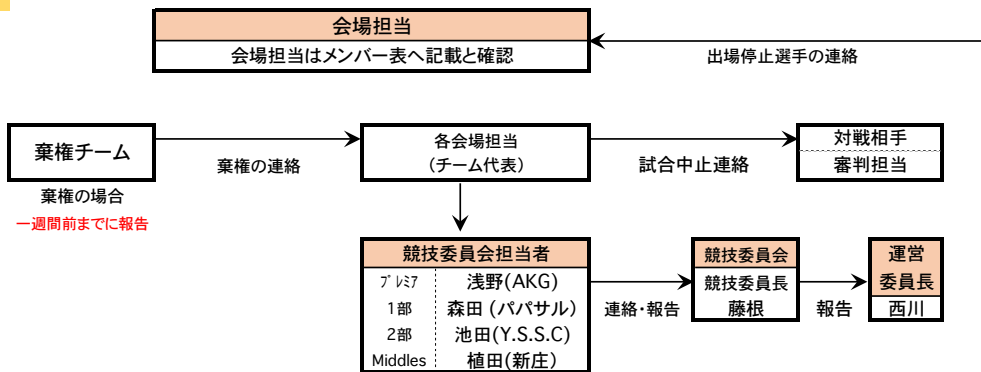 会場担当
会場担当はメンバー表へ記載と確認
出場停止選手の連絡
棄権チーム
棄権の連絡
各会場担当
(チーム代表)
試合中止連絡
対戦相手
審判担当
棄権の場合
一週間前までに報告
競技委員会担当者
プレミア 浅野(AKG)
1部 森田 (パパサル)
2部 池田(Y.S.S.C)
Middles 植田(新庄)
連絡・報告
競技委員会
競技委員長
藤根
報告
運営
委員長
西川